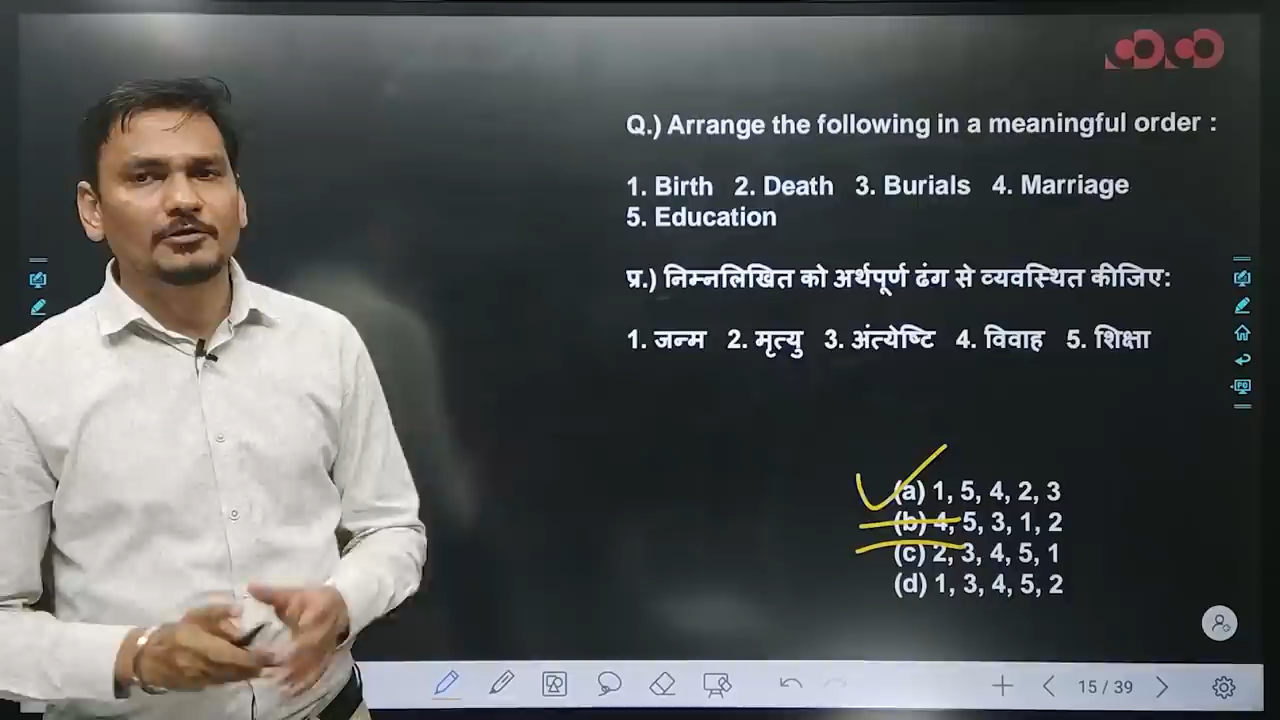 Q.) Arrange the following in a meaningful order :
1. Birth 2. Death 3. Burials 4. Marriage
5. Education
प्र.) निम्नलिखित को अर्थपूर्ण ढंग से व्यवस्थित कीजिए:
1. जन्म 2. मृत्यु 3. अंत्येष्टि 4. विवाह 5. शिक्षा
(a) 1, 5, 4, 2, 3
(b) 4, 5, 3, 1, 2
(c) 2, 3, 4, 5, 1
(d) 1, 3, 4, 5, 2
15 / 39